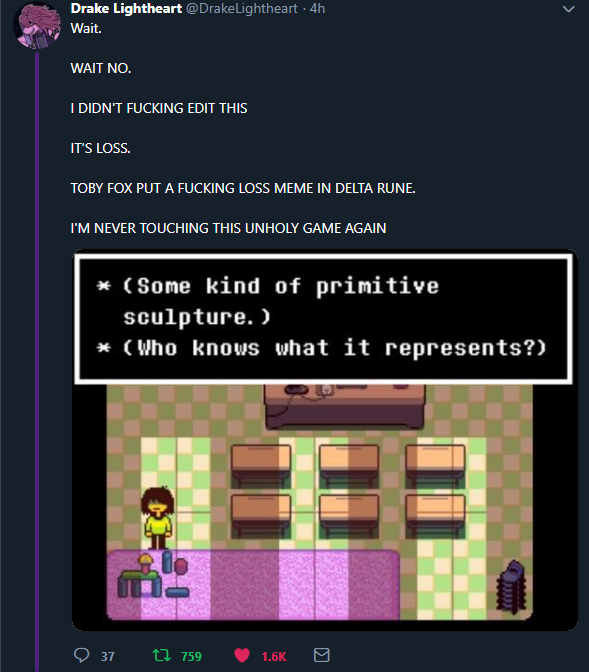 Drake Lightheart @DrakeLightheart · 4h
Wait.
WAIT NO.
I DIDN'T FUCKING EDIT THIS
IT'S LOSS.
TOBY FOX PUT A FUCKING LOSS MEME IN DELTA RUNE.
I'M NEVER TOUCHING THIS UNHOLY GAME AGAIN
* (Some kind of primitive
sculpture.)
* (Who knows what it represents?)
37 759 1.6K